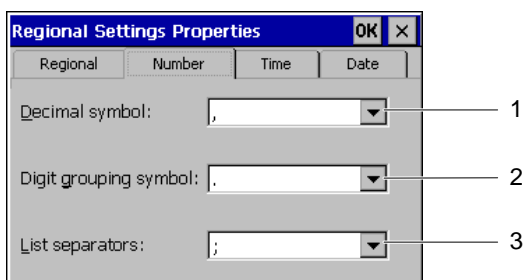 Regional Settings Properties OK ×
Regional Number Time Date
Decimal symbol: , 1
Digit grouping symbol: . 2
List separators: ; 3